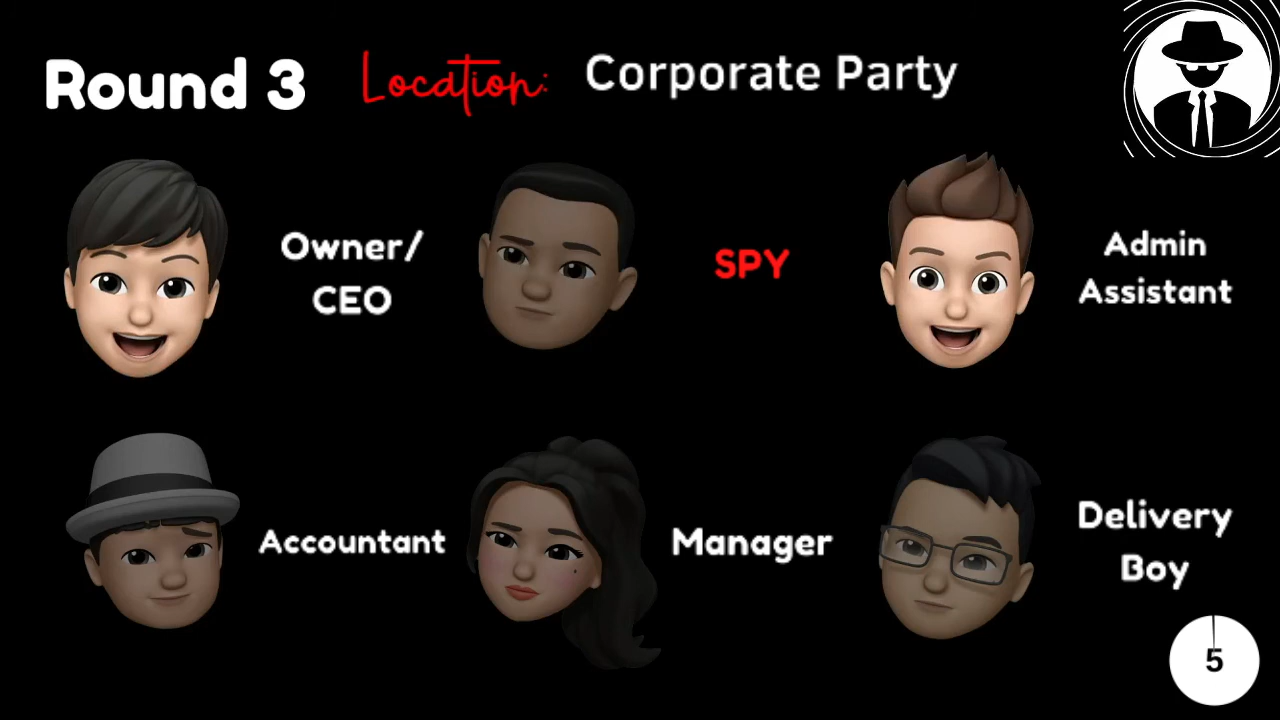 Round 3
Location:
Corporate Party
Owner/
CEO
SPY
Admin
Assistant
Accountant
Manager
Delivery
Boy
5